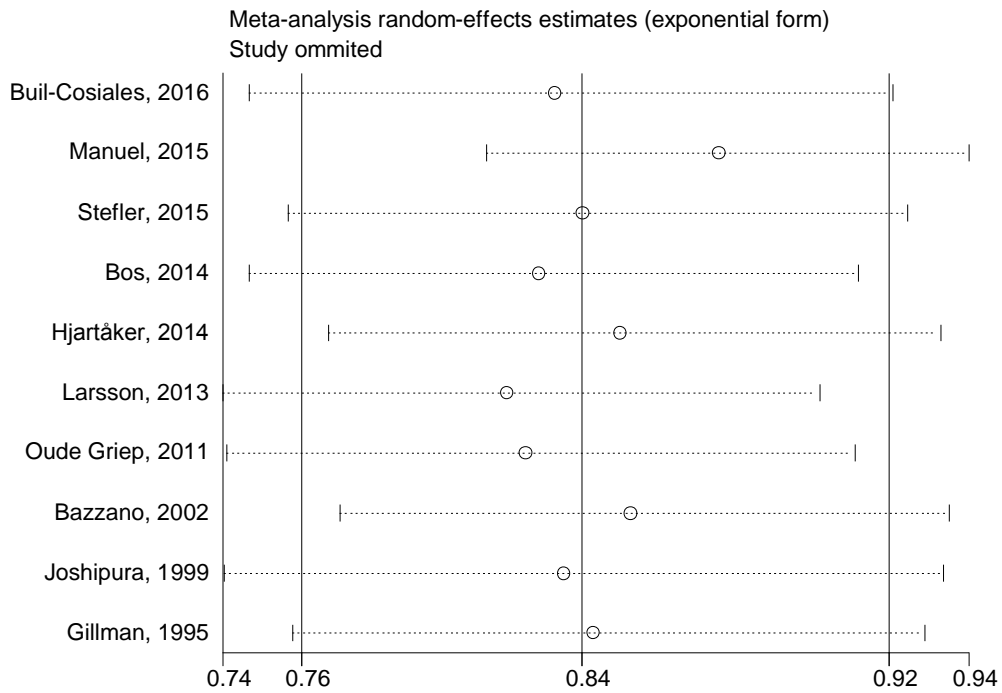 Meta-analysis random-effects estimates (exponential form)
Study ommited
Buil-Cosiales, 2016
Manuel, 2015
Stefler, 2015
Bos, 2014
Hjartåker, 2014
Larsson, 2013
Oude Griep, 2011
Bazzano, 2002
Joshipura, 1999
Gillman, 1995
0.74 0.76 0.84 0.92 0.94